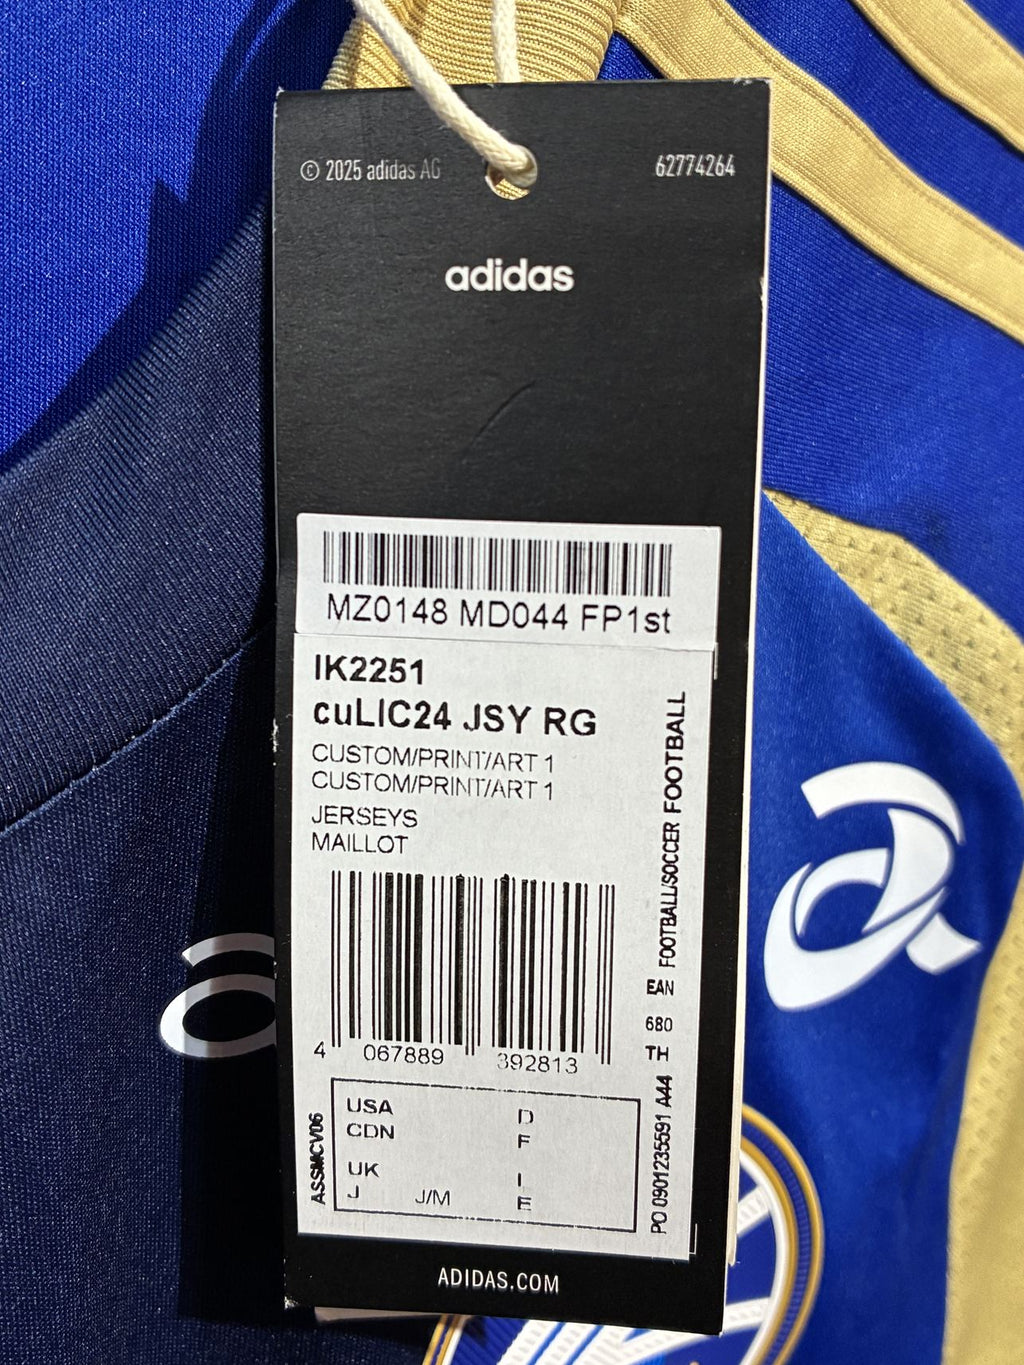 © 2025 adidas AG
62774264
adidas
MZ0148 MD044 FP1st
IK2251
cuLIC24 JSY RG
CUSTOM/PRINT/ART 1
CUSTOM/PRINT/ART 1
JERSEYS
MAILLOT
FOOTBALL/SOCCER FOOTBALL
EAN
680
TH
PO 0901235591 A44
4 067889 392813
ASSMCV06
USA D
CDN F
UK I
J J/M E
ADIDAS.COM